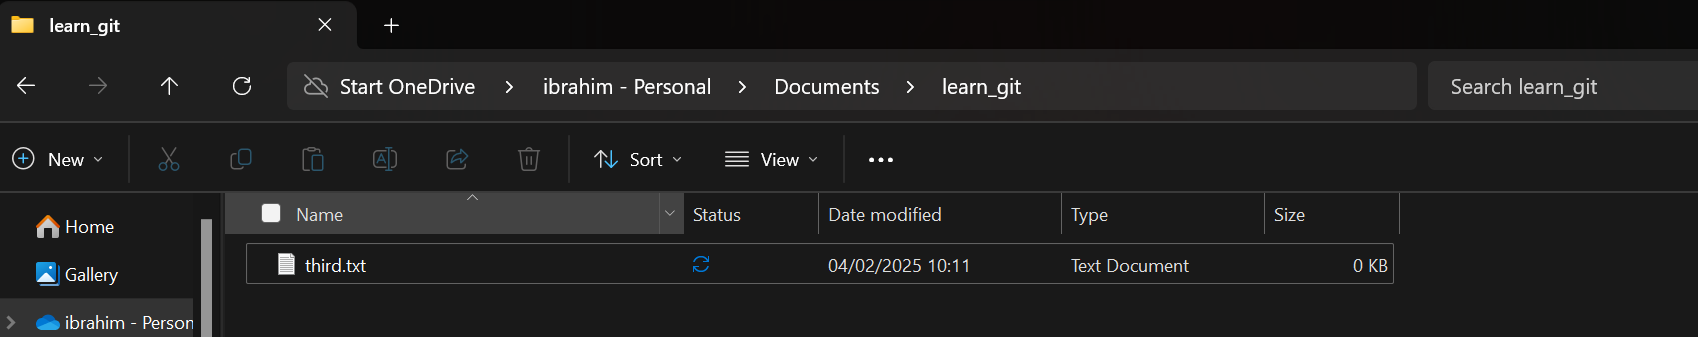 learn_git
Start OneDrive > ibrahim - Personal > Documents > learn_git
Search learn_git
New
Sort
View
Name Status Date modified Type Size
Home
third.txt 04/02/2025 10:11 Text Document 0 KB
Gallery
ibrahim - Person